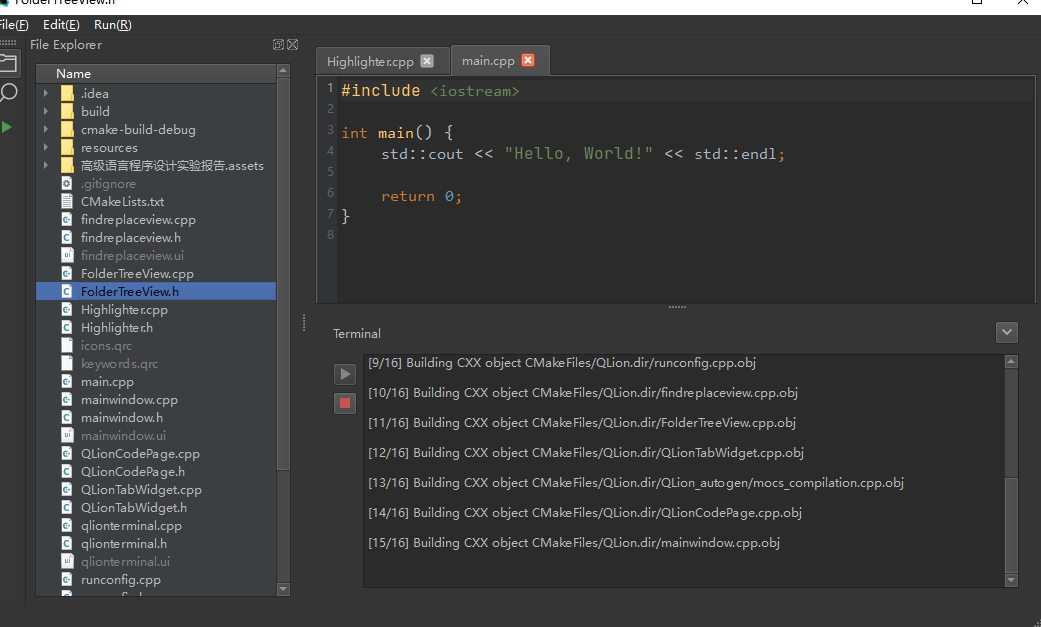 FolderTreeView.h
File(F) Edit(E) Run(R)
File Explorer
Name
.idea
build
cmake-build-debug
resources
高级语言程序设计实验报告.assets
.gitignore
CMakeLists.txt
findreplaceview.cpp
findreplaceview.h
findreplaceview.ui
FolderTreeView.cpp
FolderTreeView.h
Highlighter.cpp
Highlighter.h
icons.qrc
keywords.qrc
main.cpp
mainwindow.cpp
mainwindow.h
mainwindow.ui
QLionCodePage.cpp
QLionCodePage.h
QLionTabWidget.cpp
QLionTabWidget.h
qlionterminal.cpp
qlionterminal.h
qlionterminal.ui
runconfig.cpp
Highlighter.cpp main.cpp
1 #include <iostream>
2
3 int main() {
4 std::cout << "Hello, World!" << std::endl;
5
6 return 0;
7 }
8
Terminal
[9/16] Building CXX object CMakeFiles/QLion.dir/runconfig.cpp.obj
[10/16] Building CXX object CMakeFiles/QLion.dir/findreplaceview.cpp.obj
[11/16] Building CXX object CMakeFiles/QLion.dir/FolderTreeView.cpp.obj
[12/16] Building CXX object CMakeFiles/QLion.dir/QLionTabWidget.cpp.obj
[13/16] Building CXX object CMakeFiles/QLion.dir/QLion_autogen/mocs_compilation.cpp.obj
[14/16] Building CXX object CMakeFiles/QLion.dir/QLionCodePage.cpp.obj
[15/16] Building CXX object CMakeFiles/QLion.dir/mainwindow.cpp.obj